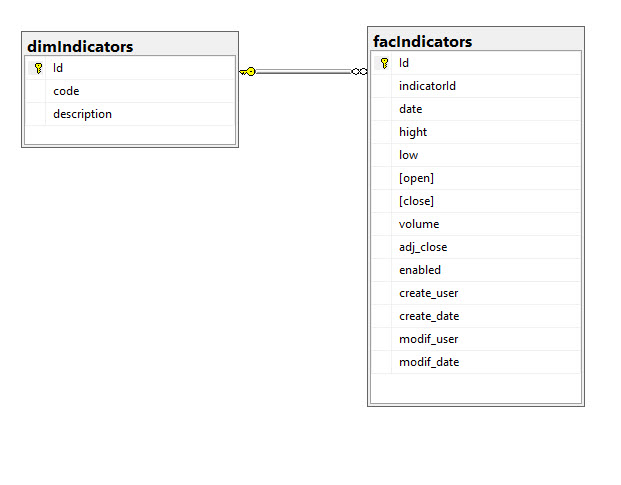 dimIndicators
Id
code
description
facIndicators
Id
indicatorId
date
hight
low
[open]
[close]
volume
adj_close
enabled
create_user
create_date
modif_user
modif_date